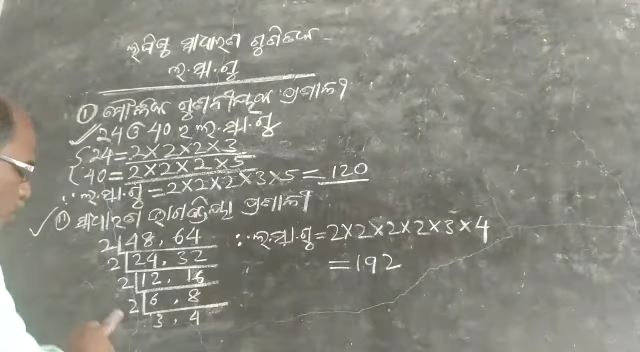 ଲଘିଷ୍ଠ ସାଧାରଣ ଗୁଣିତକ
ଲ.ସା.ଗୁ
① ମୌଳିକ ଗୁଣନୀୟକ ପ୍ରଣାଳୀ
✓ 24 ଓ 40 ର ଲ.ସା.ଗୁ
{ 24 = 2×2×2×3
{ 40 = 2×2×2×5
∴ ଲ.ସା.ଗୁ = 2×2×2×3×5 = 120
✓ ⑪ ସାଧାରଣ ଭାଗକ୍ରିୟା ପ୍ରଣାଳୀ
2 | 48, 64
2 | 24, 32
2 | 12, 16
2 | 6, 8
3, 4
∴ ଲ.ସା.ଗୁ = 2×2×2×2×3×4
= 192